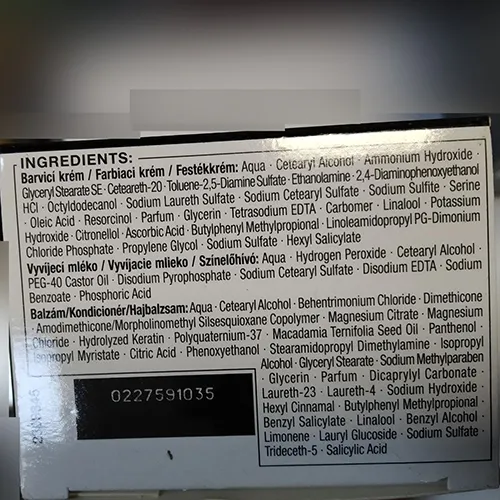 INGREDIENTS:
Barvicí krém / Farbiaci krém / Festékkrém: Aqua · Cetearyl Alcohol · Ammonium Hydroxide ·
Glyceryl Stearate SE · Ceteareth-20 · Toluene-2,5-Diamine Sulfate · Ethanolamine · 2,4-Diaminophenoxyethanol
HCl · Octyldodecanol · Sodium Laureth Sulfate · Sodium Cetearyl Sulfate · Sodium Sulfite · Serine
· Oleic Acid · Resorcinol · Parfum · Glycerin · Tetrasodium EDTA · Carbomer · Linalool · Potassium
Hydroxide · Citronellol · Ascorbic Acid · Butylphenyl Methylpropional · Linoleamidopropyl PG-Dimonium
Chloride Phosphate · Propylene Glycol · Sodium Sulfate · Hexyl Salicylate
Vyvíjecí mléko / Vyvíjacie mlieko / Színelőhívó: Aqua · Hydrogen Peroxide · Cetearyl Alcohol ·
PEG-40 Castor Oil · Disodium Pyrophosphate · Sodium Cetearyl Sulfate · Disodium EDTA · Sodium
Benzoate · Phosphoric Acid
Balzám/Kondicionér/Hajbalzsam: Aqua · Cetearyl Alcohol · Behentrimonium Chloride · Dimethicone
· Amodimethicone/Morpholinomethyl Silsesquioxane Copolymer · Magnesium Citrate · Magnesium
Chloride · Hydrolyzed Keratin · Polyquaternium-37 · Macadamia Ternifolia Seed Oil · Panthenol ·
Isopropyl Myristate · Citric Acid · Phenoxyethanol · Stearamidopropyl Dimethylamine · Isopropyl
Alcohol · Glyceryl Stearate · Sodium Methylparaben
· Glycerin · Parfum · Dicaprylyl Carbonate ·
Laureth-23 · Laureth-4 · Sodium Hydroxide ·
Hexyl Cinnamal · Butylphenyl Methylpropional ·
Benzyl Salicylate · Linalool · Benzyl Alcohol ·
Limonene · Lauryl Glucoside · Sodium Sulfate ·
Trideceth-5 · Salicylic Acid
0227591035